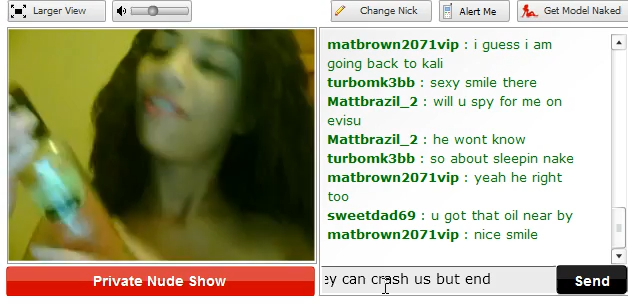 Larger View
Change Nick
Alert Me
Get Model Naked
matbrown2071vip : i guess i am
going back to kali
turbomk3bb : sexy smile there
Mattbrazil_2 : will u spy for me on
evisu
Mattbrazil_2 : he wont know
turbomk3bb : so about sleepin nake
matbrown2071vip : yeah he right
too
sweetdad69 : u got that oil near by
matbrown2071vip : nice smile
Private Nude Show
ey can crash us but end
Send